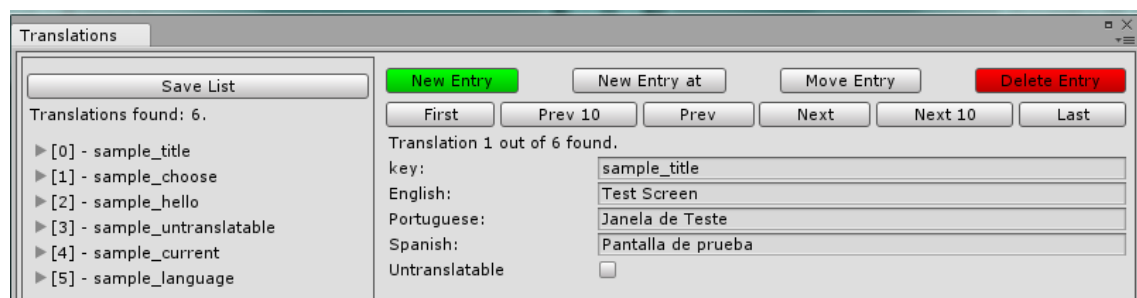 Translations
Save List
Translations found: 6.
[0] - sample_title
[1] - sample_choose
[2] - sample_hello
[3] - sample_untranslatable
[4] - sample_current
[5] - sample_language
New Entry New Entry at Move Entry Delete Entry
First Prev 10 Prev Next Next 10 Last
Translation 1 out of 6 found.
key: sample_title
English: Test Screen
Portuguese: Janela de Teste
Spanish: Pantalla de prueba
Untranslatable